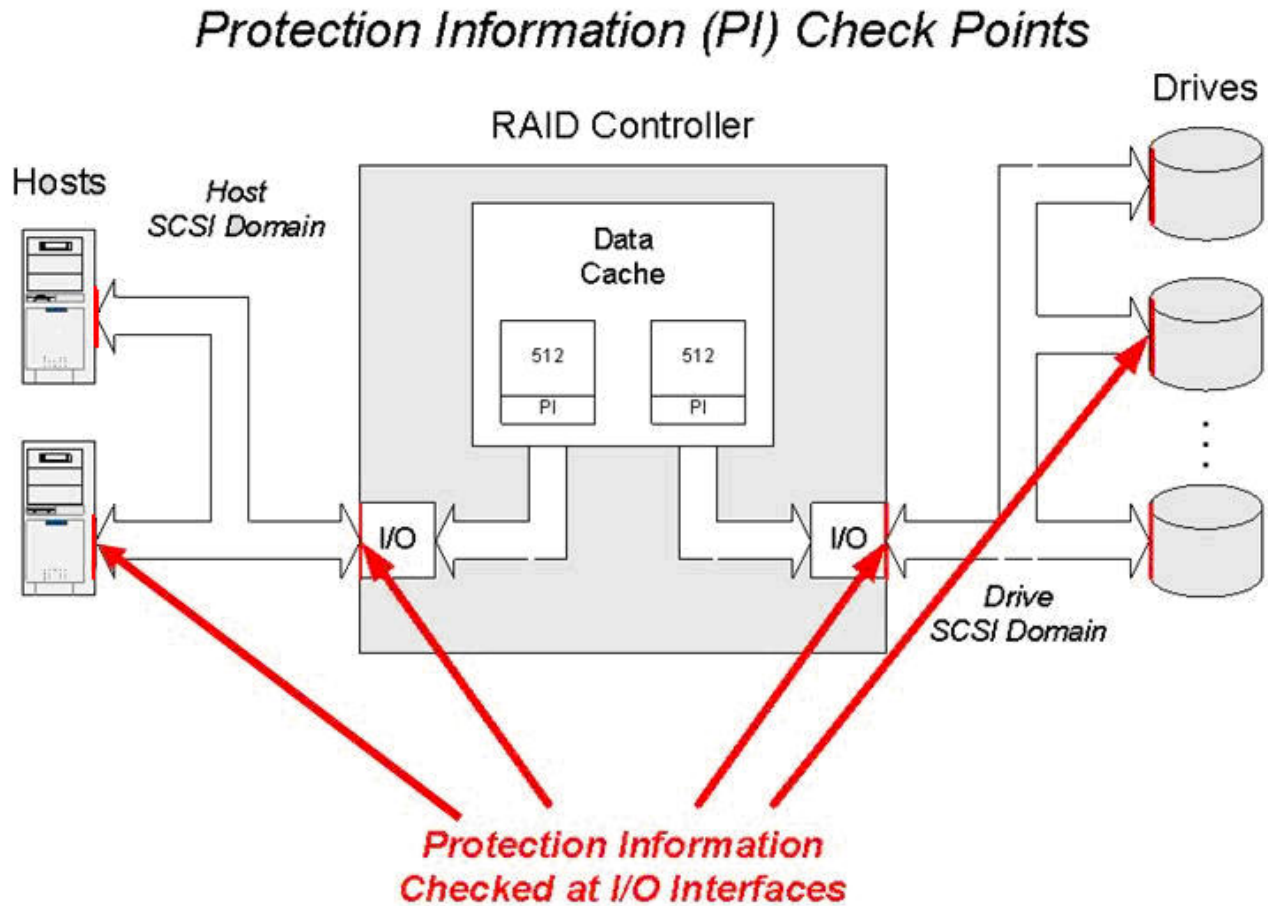 Protection Information (PI) Check Points
Drives
RAID Controller
Hosts
Host
SCSI Domain
Data
Cache
512
PI
512
PI
I/O
I/O
Drive
SCSI Domain
Protection Information
Checked at I/O Interfaces